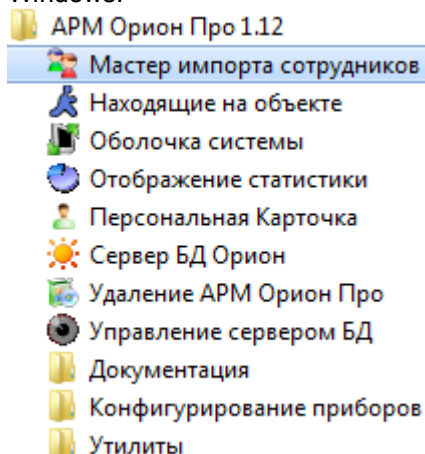 АРМ Орион Про 1.12
Мастер импорта сотрудников
Находящие на объекте
Оболочка системы
Отображение статистики
Персональная Карточка
Сервер БД Орион
Удаление АРМ Орион Про
Управление сервером БД
Документация
Конфигурирование приборов
Утилиты